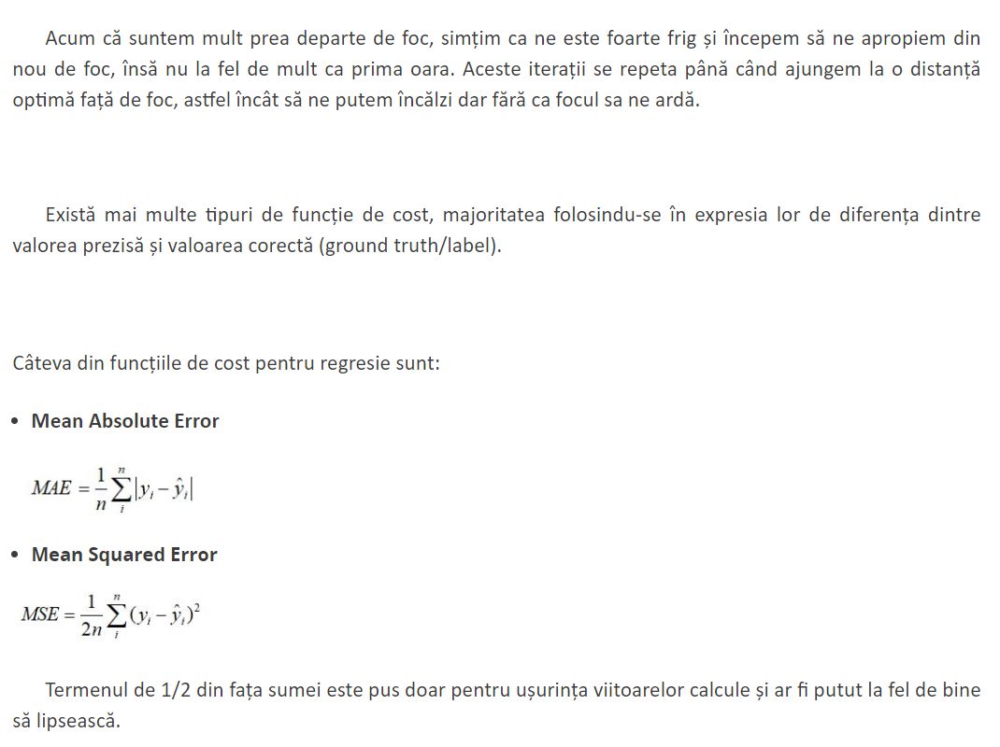 Acum că suntem mult prea departe de foc, simțim ca ne este foarte frig și începem să ne apropiem din
nou de foc, însă nu la fel de mult ca prima oara. Aceste iterații se repeta până când ajungem la o distanță
optimă față de foc, astfel încât să ne putem încălzi dar fără ca focul sa ne ardă.
Există mai multe tipuri de funcție de cost, majoritatea folosindu-se în expresia lor de diferența dintre
valorea prezisă și valoarea corectă (ground truth/label).
Câteva din funcțiile de cost pentru regresie sunt:
• Mean Absolute Error
MAE = \frac{1}{n} \sum_{i}^{n} |y_i - \hat{y}_i|
• Mean Squared Error
MSE = \frac{1}{2n} \sum_{i}^{n} (y_i - \hat{y}_i)^2
Termenul de 1/2 din fața sumei este pus doar pentru ușurința viitoarelor calcule și ar fi putut la fel de bine
să lipsească.